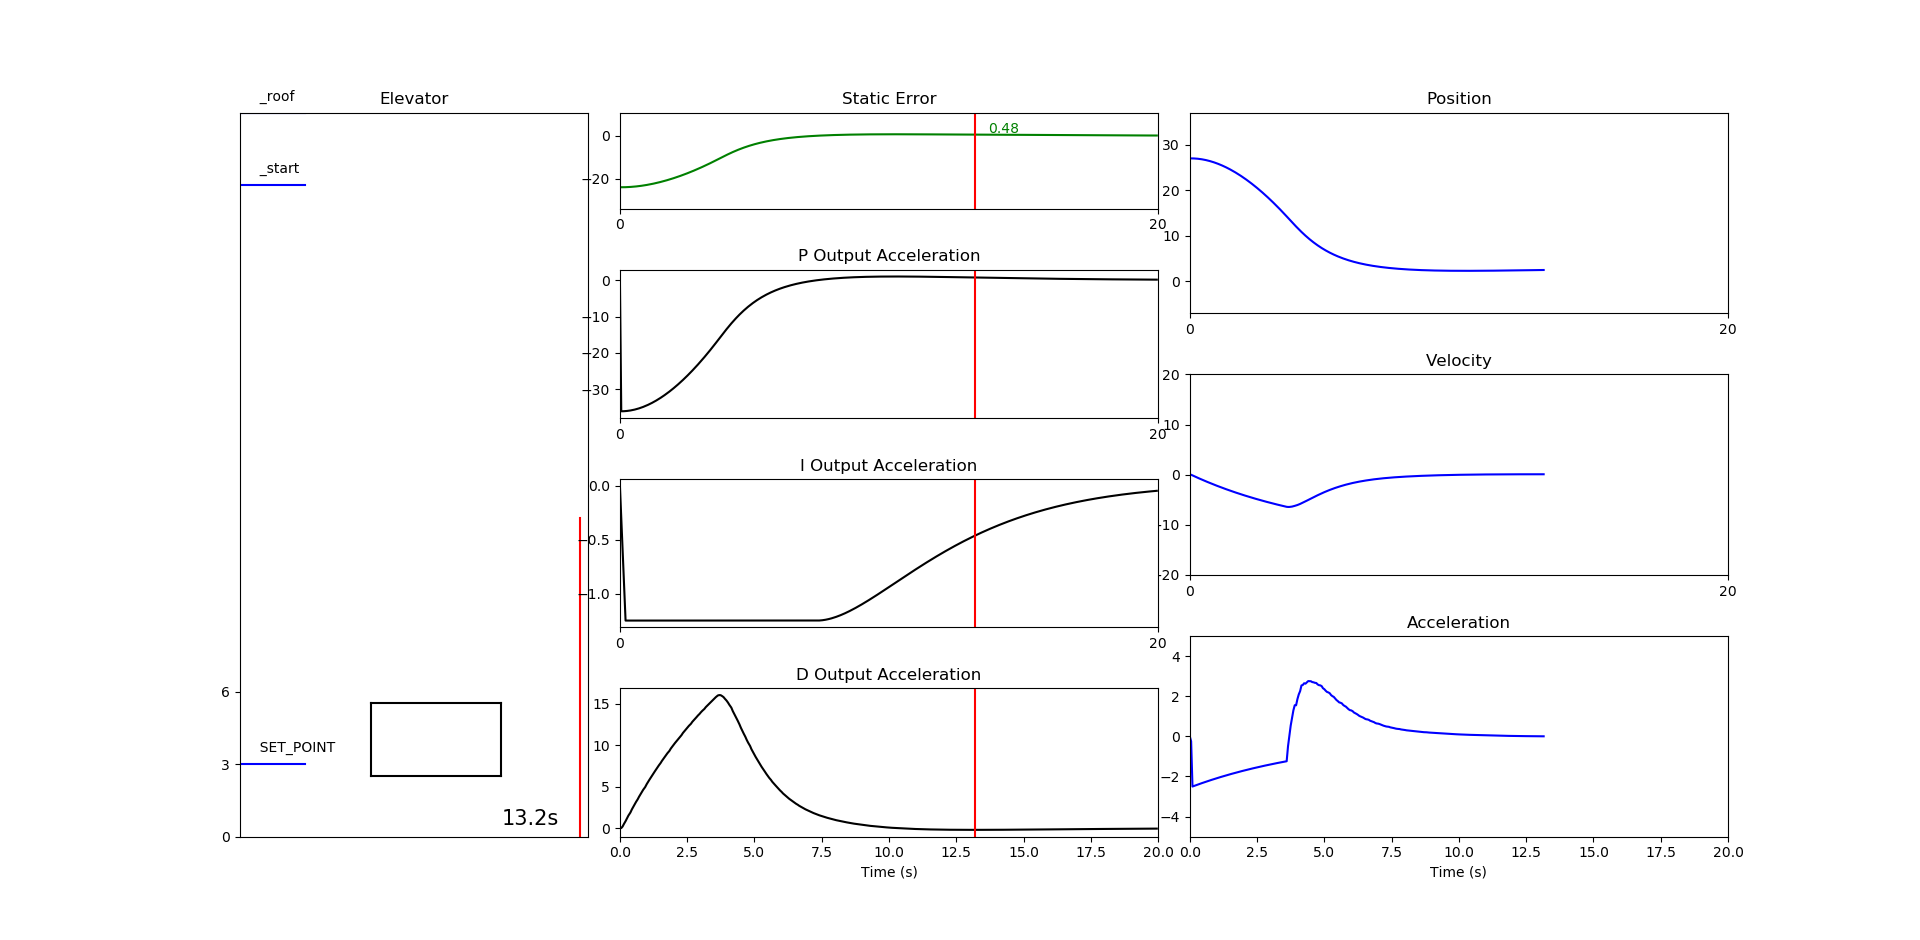 _roof
Elevator
_start
6
SET_POINT
3
13.2s
0
Static Error
0.48
0
−20
0
20
P Output Acceleration
0
−10
−20
−30
0
20
I Output Acceleration
0.0
−0.5
−1.0
0
20
D Output Acceleration
15
10
5
0
0.0 2.5 5.0 7.5 10.0 12.5 15.0 17.5 20.0
Time (s)
Position
30
20
10
0
0
20
Velocity
20
10
0
-10
-20
0
20
Acceleration
4
2
0
−2
−4
0.0 2.5 5.0 7.5 10.0 12.5 15.0 17.5 20.0
Time (s)